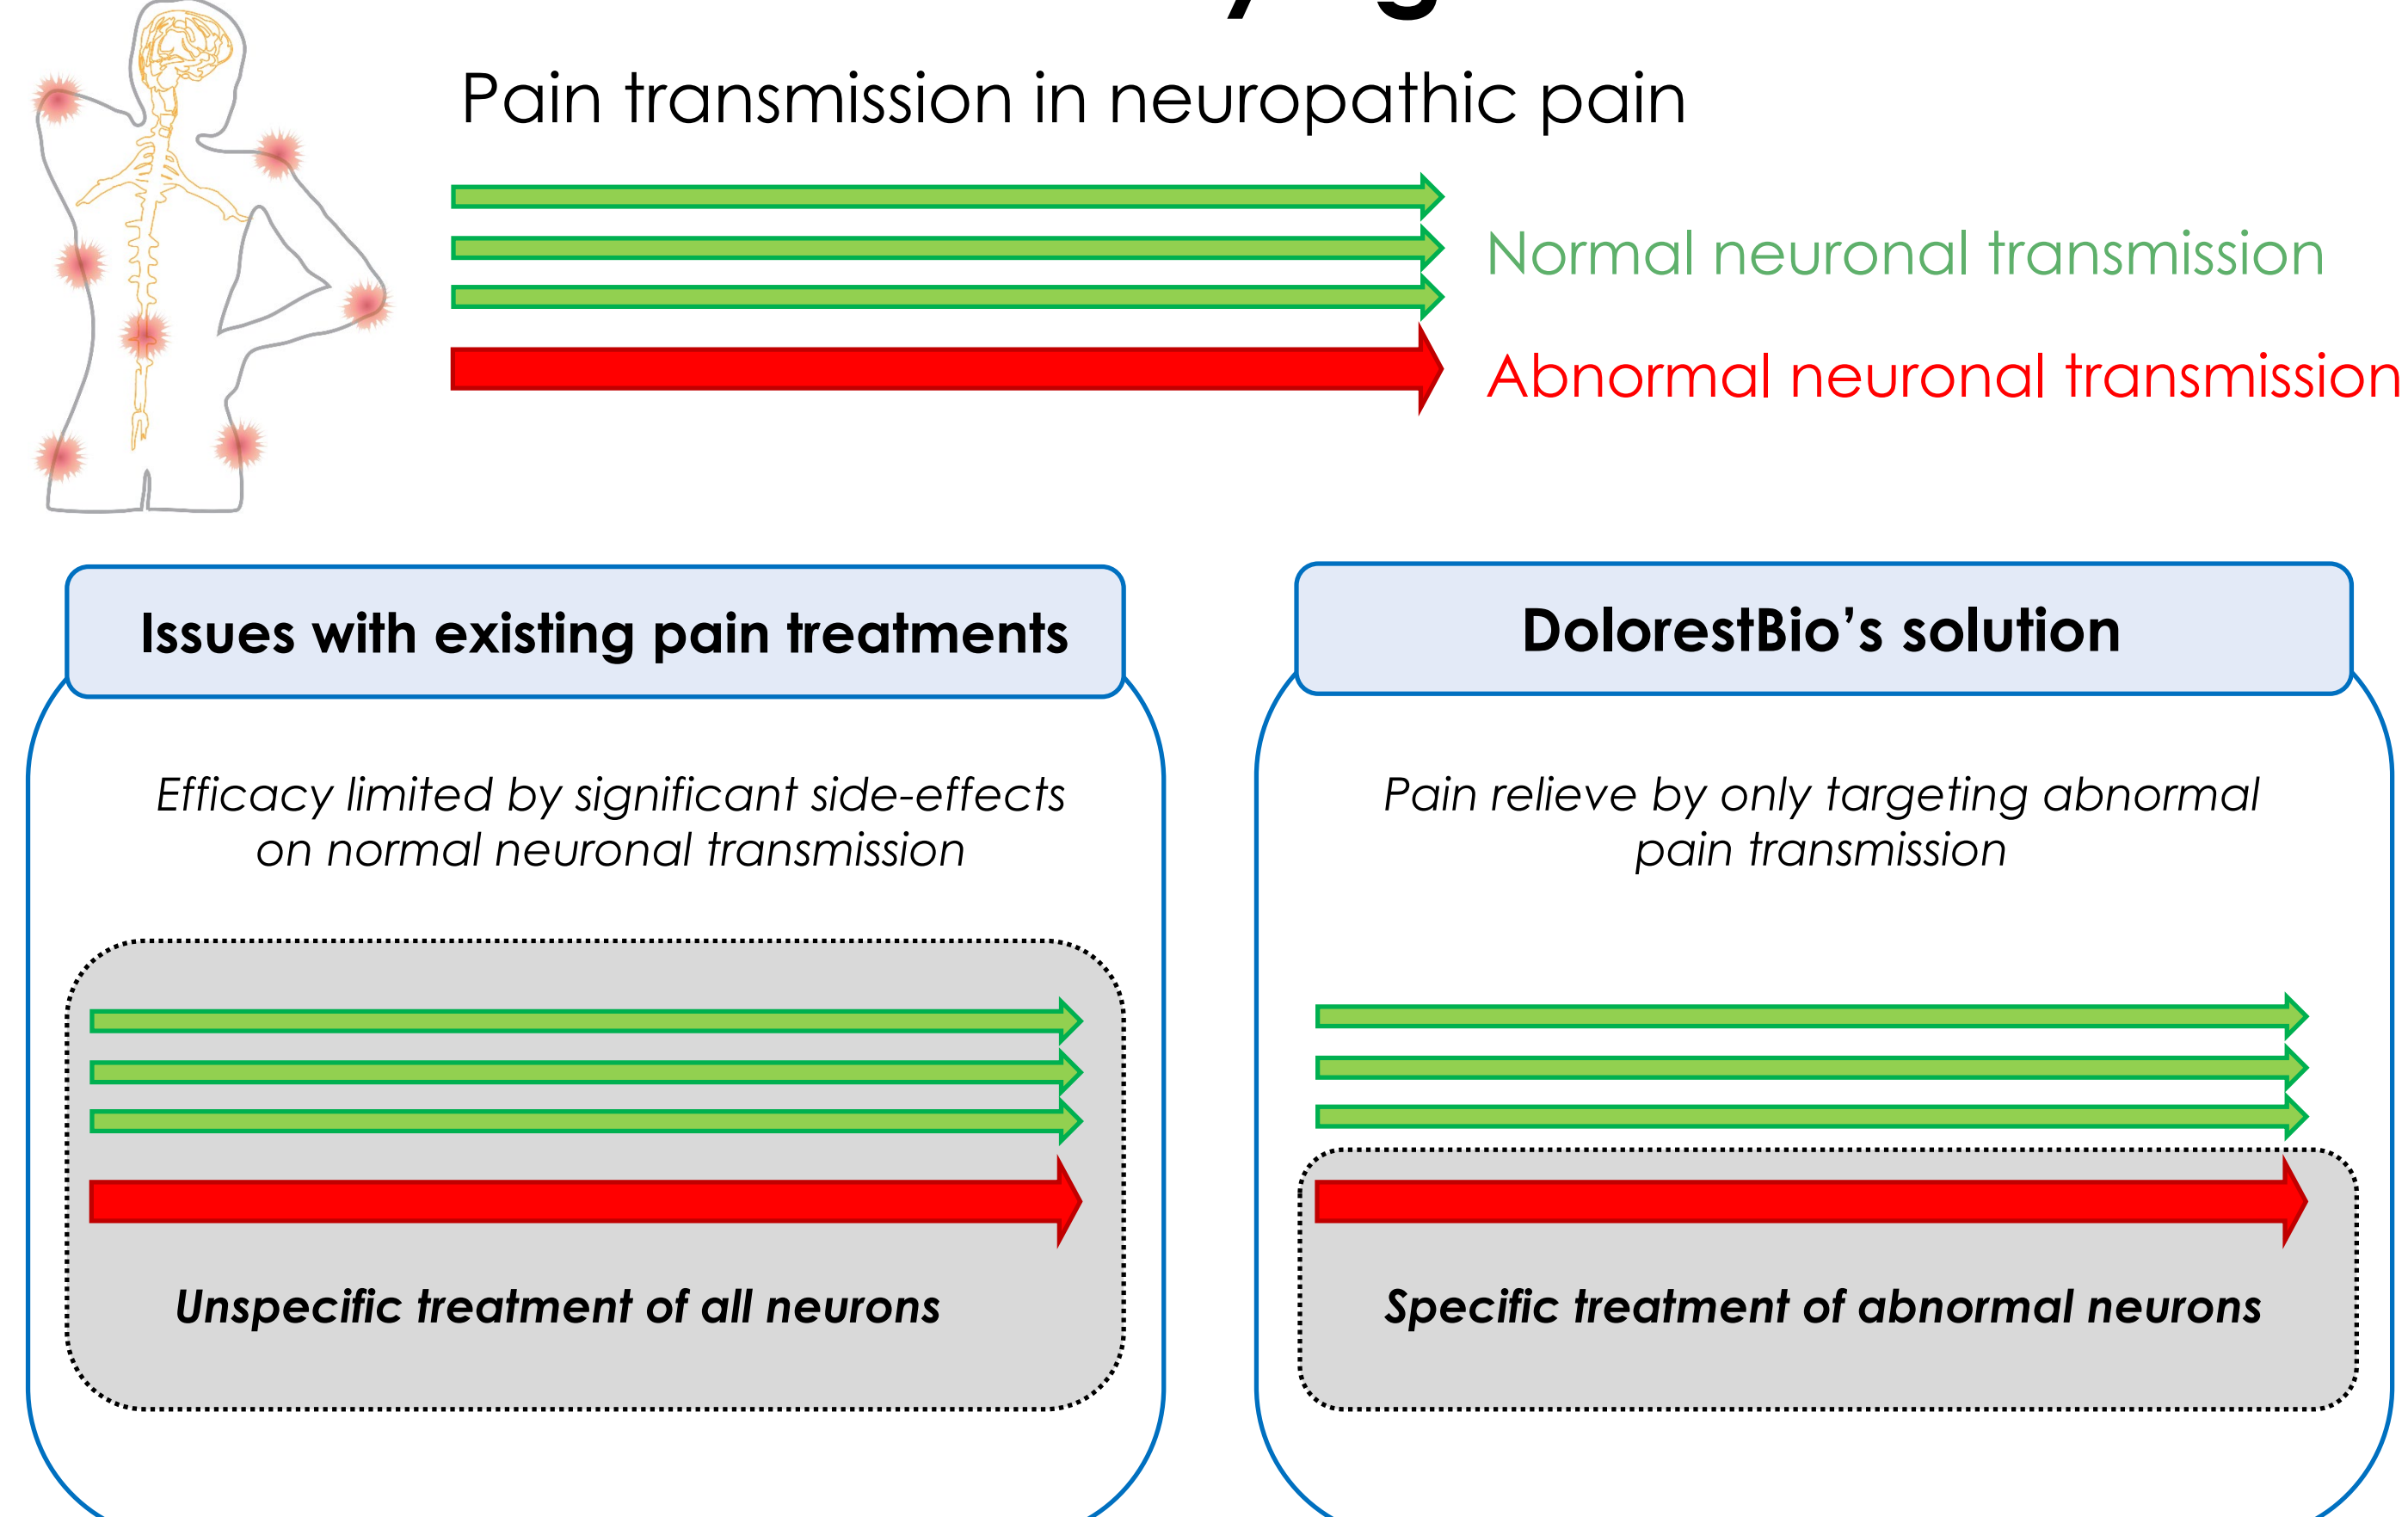 Pain transmission in neuropathic pain
Normal neuronal transmission
Abnormal neuronal transmission
Issues with existing pain treatments
Efficacy limited by significant side-effects
on normal neuronal transmission
Unspecific treatment of all neurons
DolorestBio’s solution
Pain relieve by only targeting abnormal
pain transmission
Specific treatment of abnormal neurons